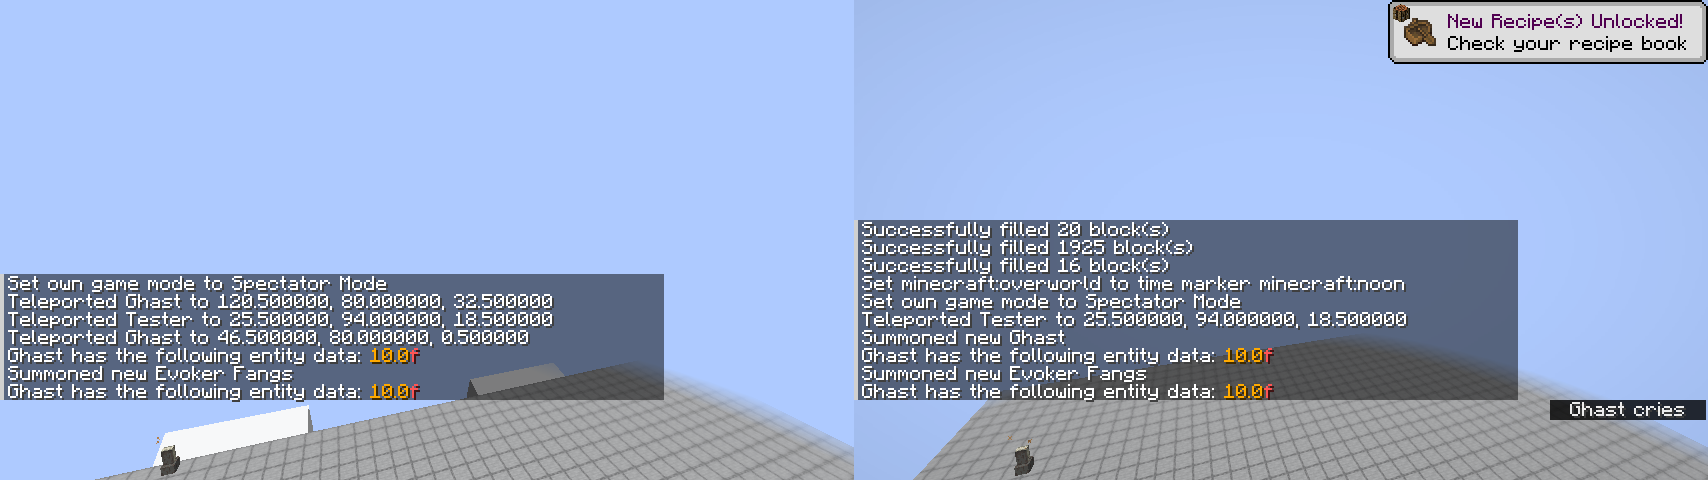 Set own game mode to Spectator Mode
Teleported Ghast to 120.500000, 80.000000, 32.500000
Teleported Tester to 25.500000, 94.000000, 18.500000
Teleported Ghast to 46.500000, 80.000000, 0.500000
Ghast has the following entity data: 10.0f
Summoned new Evoker Fangs
Ghast has the following entity data: 10.0f
New Recipe(s) Unlocked!
Check your recipe book
Successfully filled 20 block(s)
Successfully filled 1925 block(s)
Successfully filled 16 block(s)
Set minecraft:overworld to time marker minecraft:noon
Set own game mode to Spectator Mode
Teleported Tester to 25.500000, 94.000000, 18.500000
Summoned new Ghast
Ghast has the following entity data: 10.0f
Summoned new Evoker Fangs
Ghast has the following entity data: 10.0f
Ghast cries